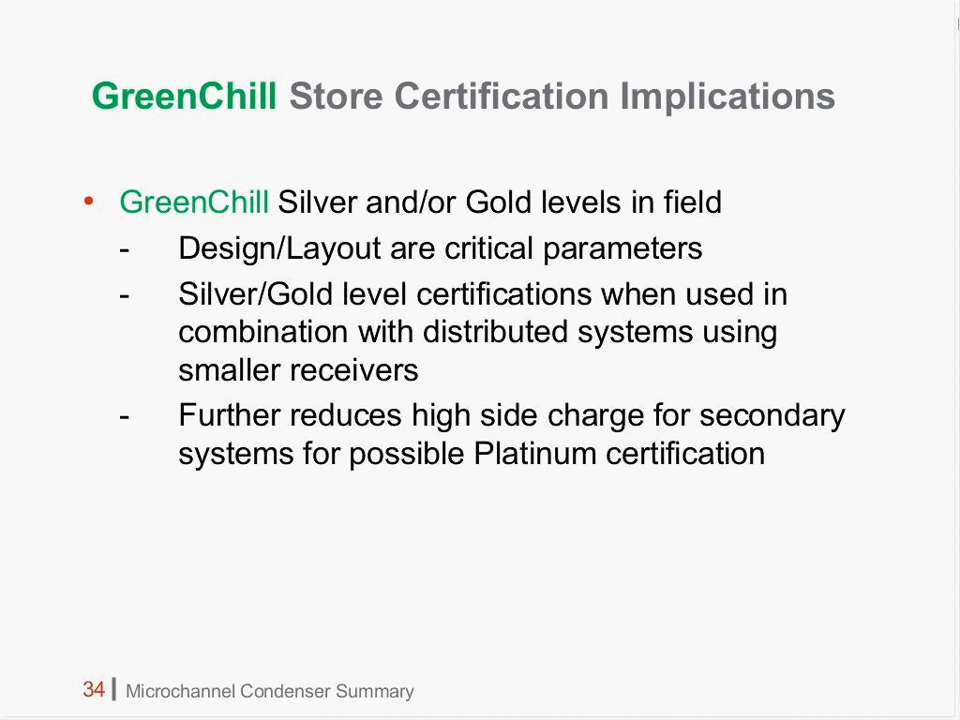 GreenChill Store Certification Implications
• GreenChill Silver and/or Gold levels in field
- Design/Layout are critical parameters
- Silver/Gold level certifications when used in
combination with distributed systems using
smaller receivers
- Further reduces high side charge for secondary
systems for possible Platinum certification
34 | Microchannel Condenser Summary